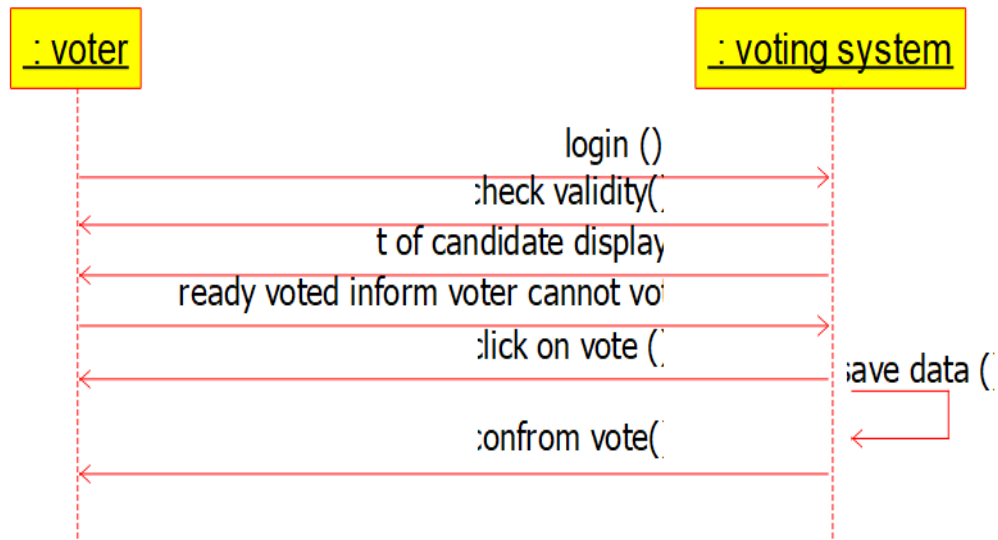 : voter
: voting system
login ()
check validity()
t of candidate display
ready voted inform voter cannot vot
click on vote ()
save data ()
confrom vote()